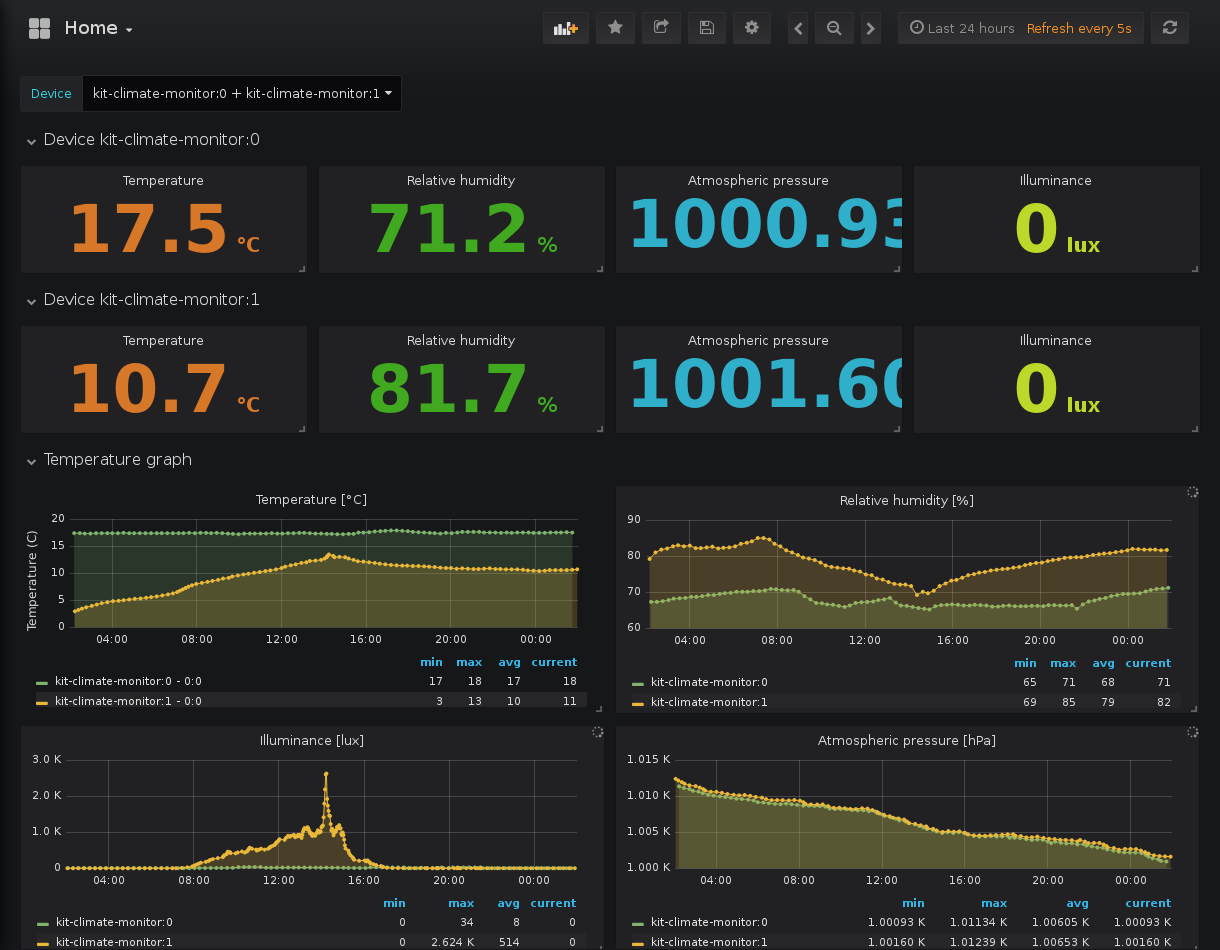 Home
Last 24 hours Refresh every 5s
Device kit-climate-monitor:0 + kit-climate-monitor:1
Device kit-climate-monitor:0
Temperature Relative humidity Atmospheric pressure Illuminance
17.5 °C 71.2 % 1000.93 0 lux
Device kit-climate-monitor:1
Temperature Relative humidity Atmospheric pressure Illuminance
10.7 °C 81.7 % 1001.60 0 lux
Temperature graph
Temperature [°C]
Temperature (C)
20
15
10
5
0
04:00 08:00 12:00 16:00 20:00 00:00
min max avg current
kit-climate-monitor:0 - 0:0 17 18 17 18
kit-climate-monitor:1 - 0:0 3 13 10 11
Relative humidity [%]
90
80
70
60
04:00 08:00 12:00 16:00 20:00 00:00
min max avg current
kit-climate-monitor:0 65 71 68 71
kit-climate-monitor:1 69 85 79 82
Illuminance [lux]
3.0 K
2.0 K
1.0 K
0
04:00 08:00 12:00 16:00 20:00 00:00
min max avg current
kit-climate-monitor:0 0 34 8 0
kit-climate-monitor:1 0 2.624 K 514 0
Atmospheric pressure [hPa]
1.015 K
1.010 K
1.005 K
1.000 K
04:00 08:00 12:00 16:00 20:00 00:00
min max avg current
kit-climate-monitor:0 1.00093 K 1.01134 K 1.00605 K 1.00093 K
kit-climate-monitor:1 1.00160 K 1.01239 K 1.00653 K 1.00160 K